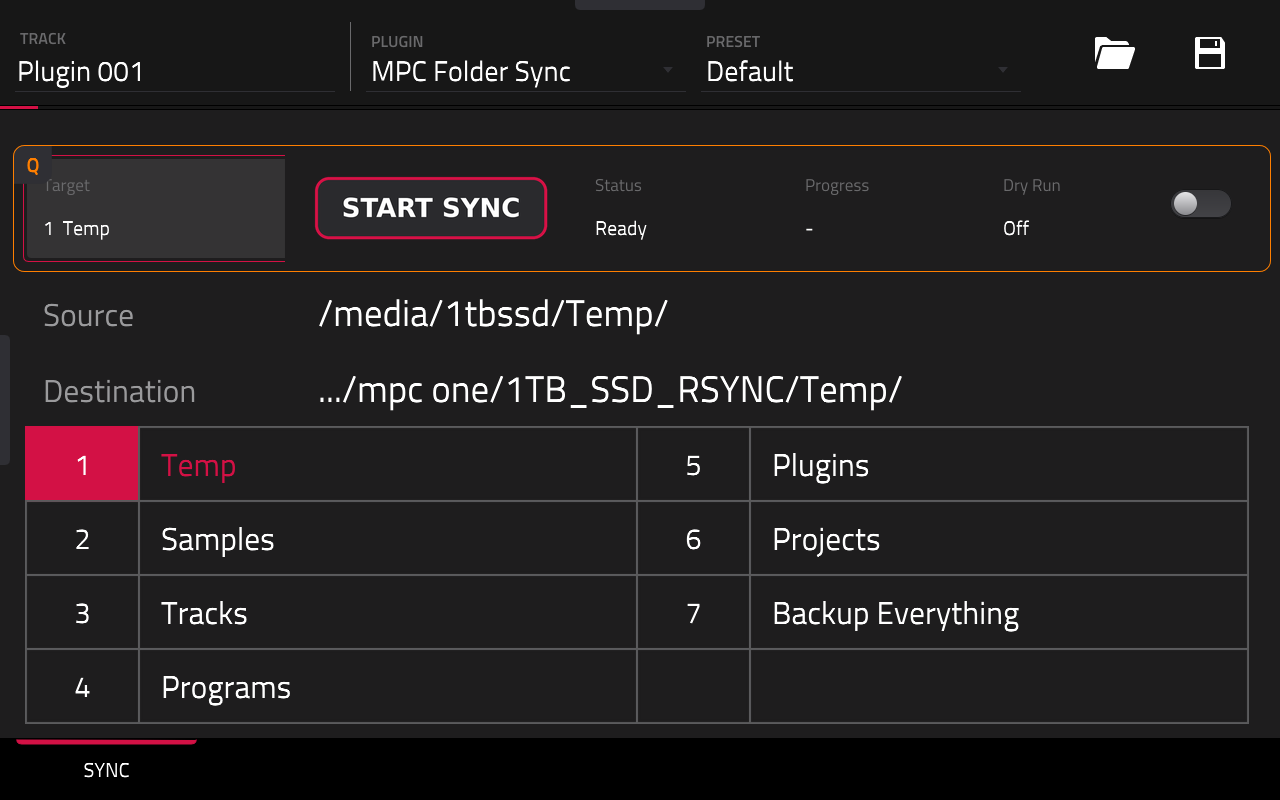 TRACK
Plugin 001
PLUGIN
MPC Folder Sync
PRESET
Default
Q
Target
1 Temp
START SYNC
Status
Ready
Progress
-
Dry Run
Off
Source
/media/1tbssd/Temp/
Destination
.../mpc one/1TB_SSD_RSYNC/Temp/
1 Temp 5 Plugins
2 Samples 6 Projects
3 Tracks 7 Backup Everything
4 Programs
SYNC